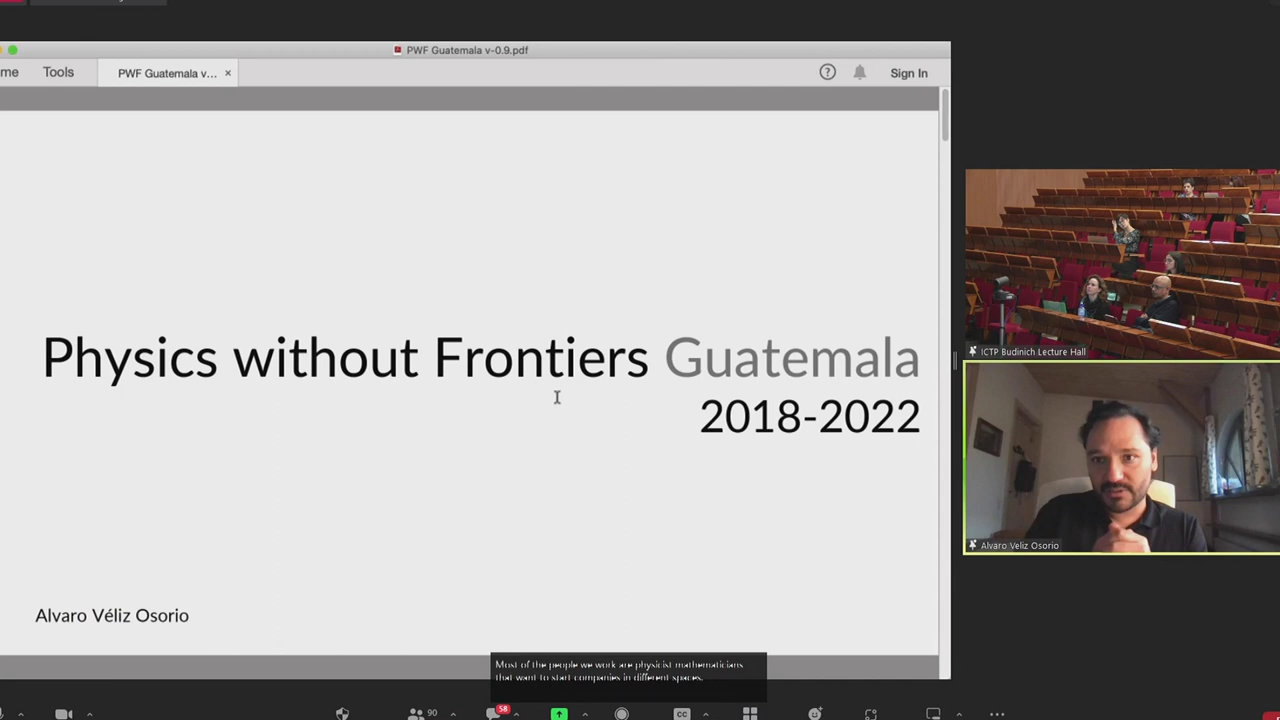 PWF Guatemala v-0.9.pdf
me
Tools
PWF Guatemala v... ×
Sign In
Physics without Frontiers Guatemala
2018-2022
Alvaro Véliz Osorio
ICTP Budinich Lecture Hall
Alvaro Veliz Osorio
Most of the people we work are physicist mathematicians
that want to start companies in different spaces.
90
58
CC